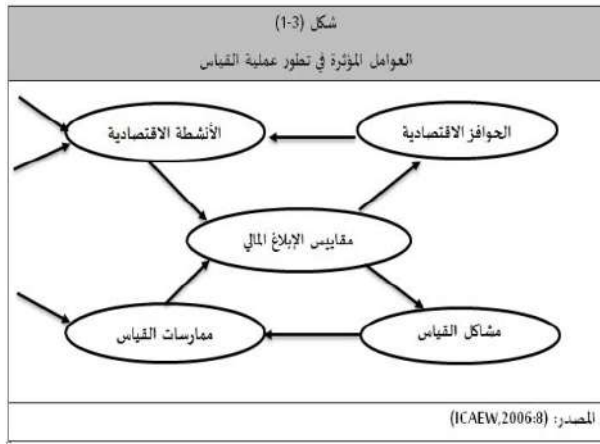 شكل (3-1)
العوامل المؤثرة في تطور عملية القياس
الحوافز الاقتصادية
الأنشطة الاقتصادية
مقاييس الإبلاغ المالي
مشاكل القياس
ممارسات القياس
المصدر: (ICAEW,2006:8)